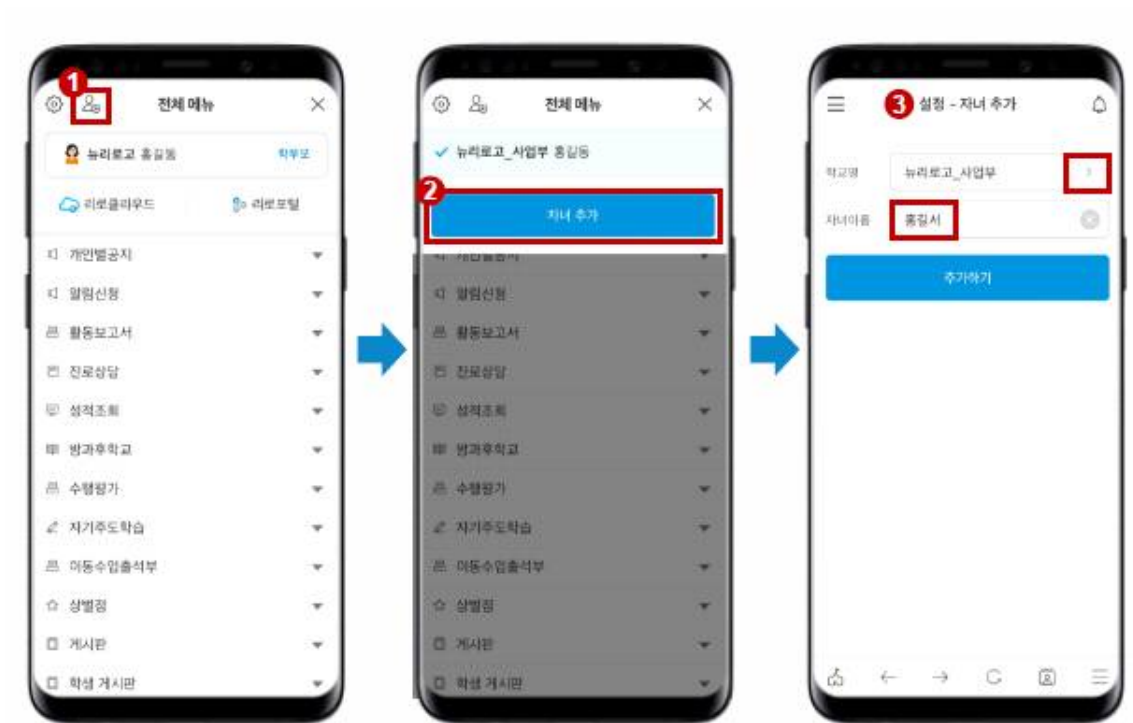 1
전체 메뉴
뉴리로고 홍길동
학부모
리로클라우드
리로포털
개인별공지
알림신청
활동보고서
진로상담
성적조회
방과후학교
수행평가
자기주도학습
이동수업출석부
상벌점
게시판
학생 게시판
전체 메뉴
뉴리로고_사업부 홍길동
2
자녀 추가
개인별공지
알림신청
활동보고서
진로상담
성적조회
방과후학교
수행평가
자기주도학습
이동수업출석부
상벌점
게시판
학생 게시판
3 설정 - 자녀 추가
학교명 뉴리로고_사업부
자녀이름 홍길서
추가하기